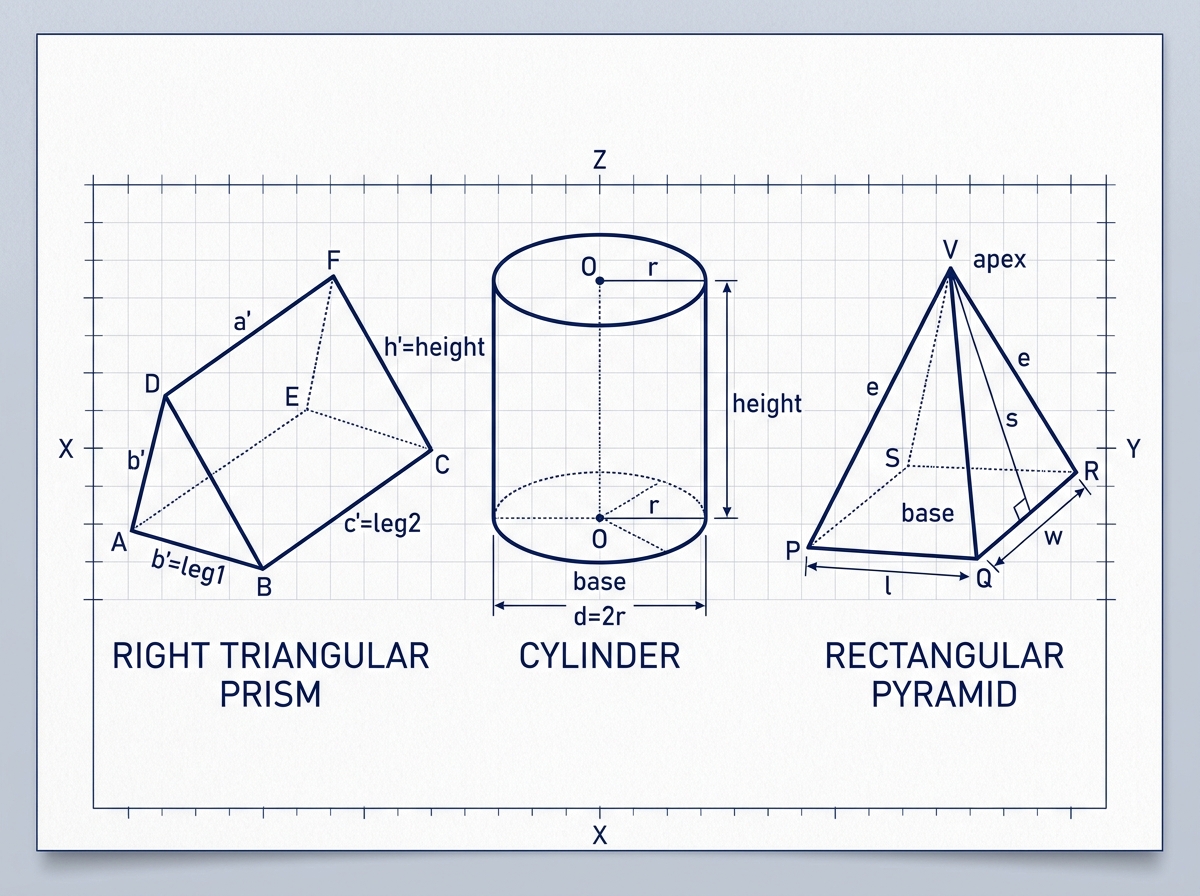 Z
F
a'
h'=height
D
E
X
b'
C
A
b'=leg1
c'=leg2
B
RIGHT TRIANGULAR
PRISM
O
r
height
r
O
base
d=2r
CYLINDER
V
apex
e
e
s
Y
S
R
base
P
w
Q
l
RECTANGULAR
PYRAMID
X